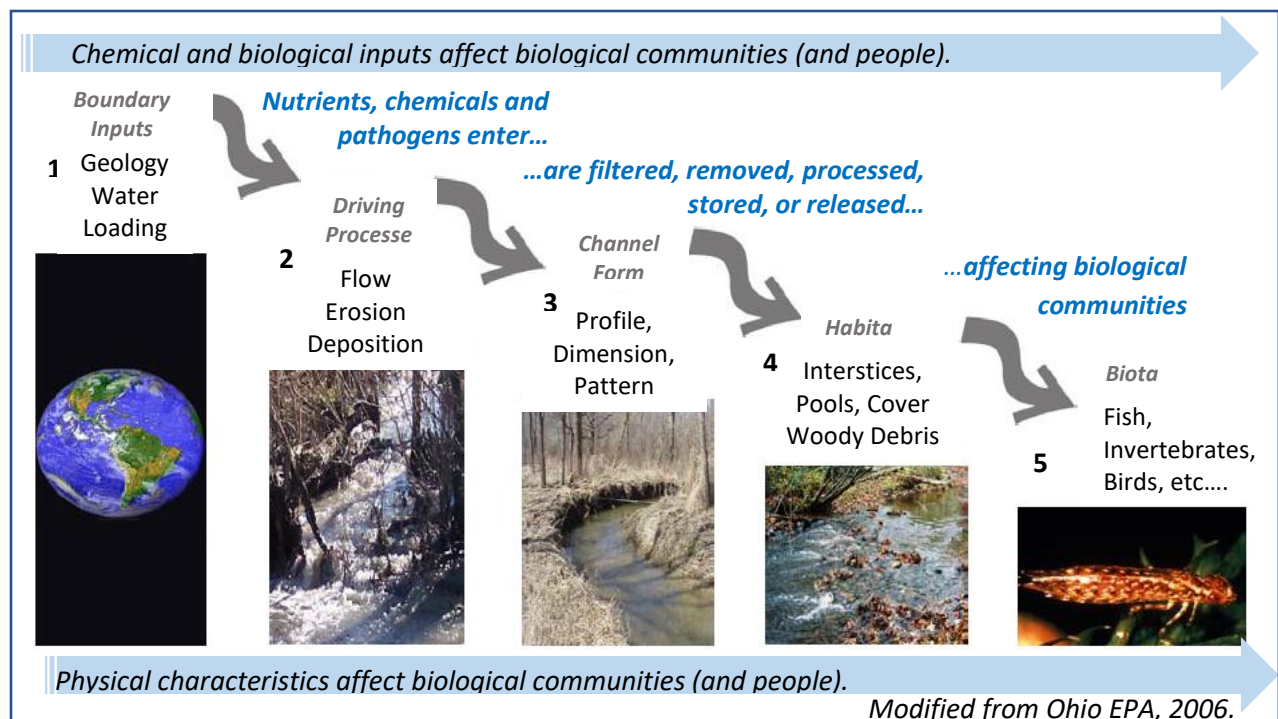 Chemical and biological inputs affect biological communities (and people).
Boundary
Inputs
1
Geology
Water
Loading
Nutrients, chemicals and
pathogens enter…
Driving
Processe
2
Flow
Erosion
Deposition
…are filtered, removed, processed,
stored, or released…
Channel
Form
3
Profile,
Dimension,
Pattern
Habita
4
Interstices,
Pools, Cover
Woody Debris
…affecting biological
communities
Biota
5
Fish,
Invertebrates,
Birds, etc….
Physical characteristics affect biological communities (and people).
Modified from Ohio EPA, 2006.